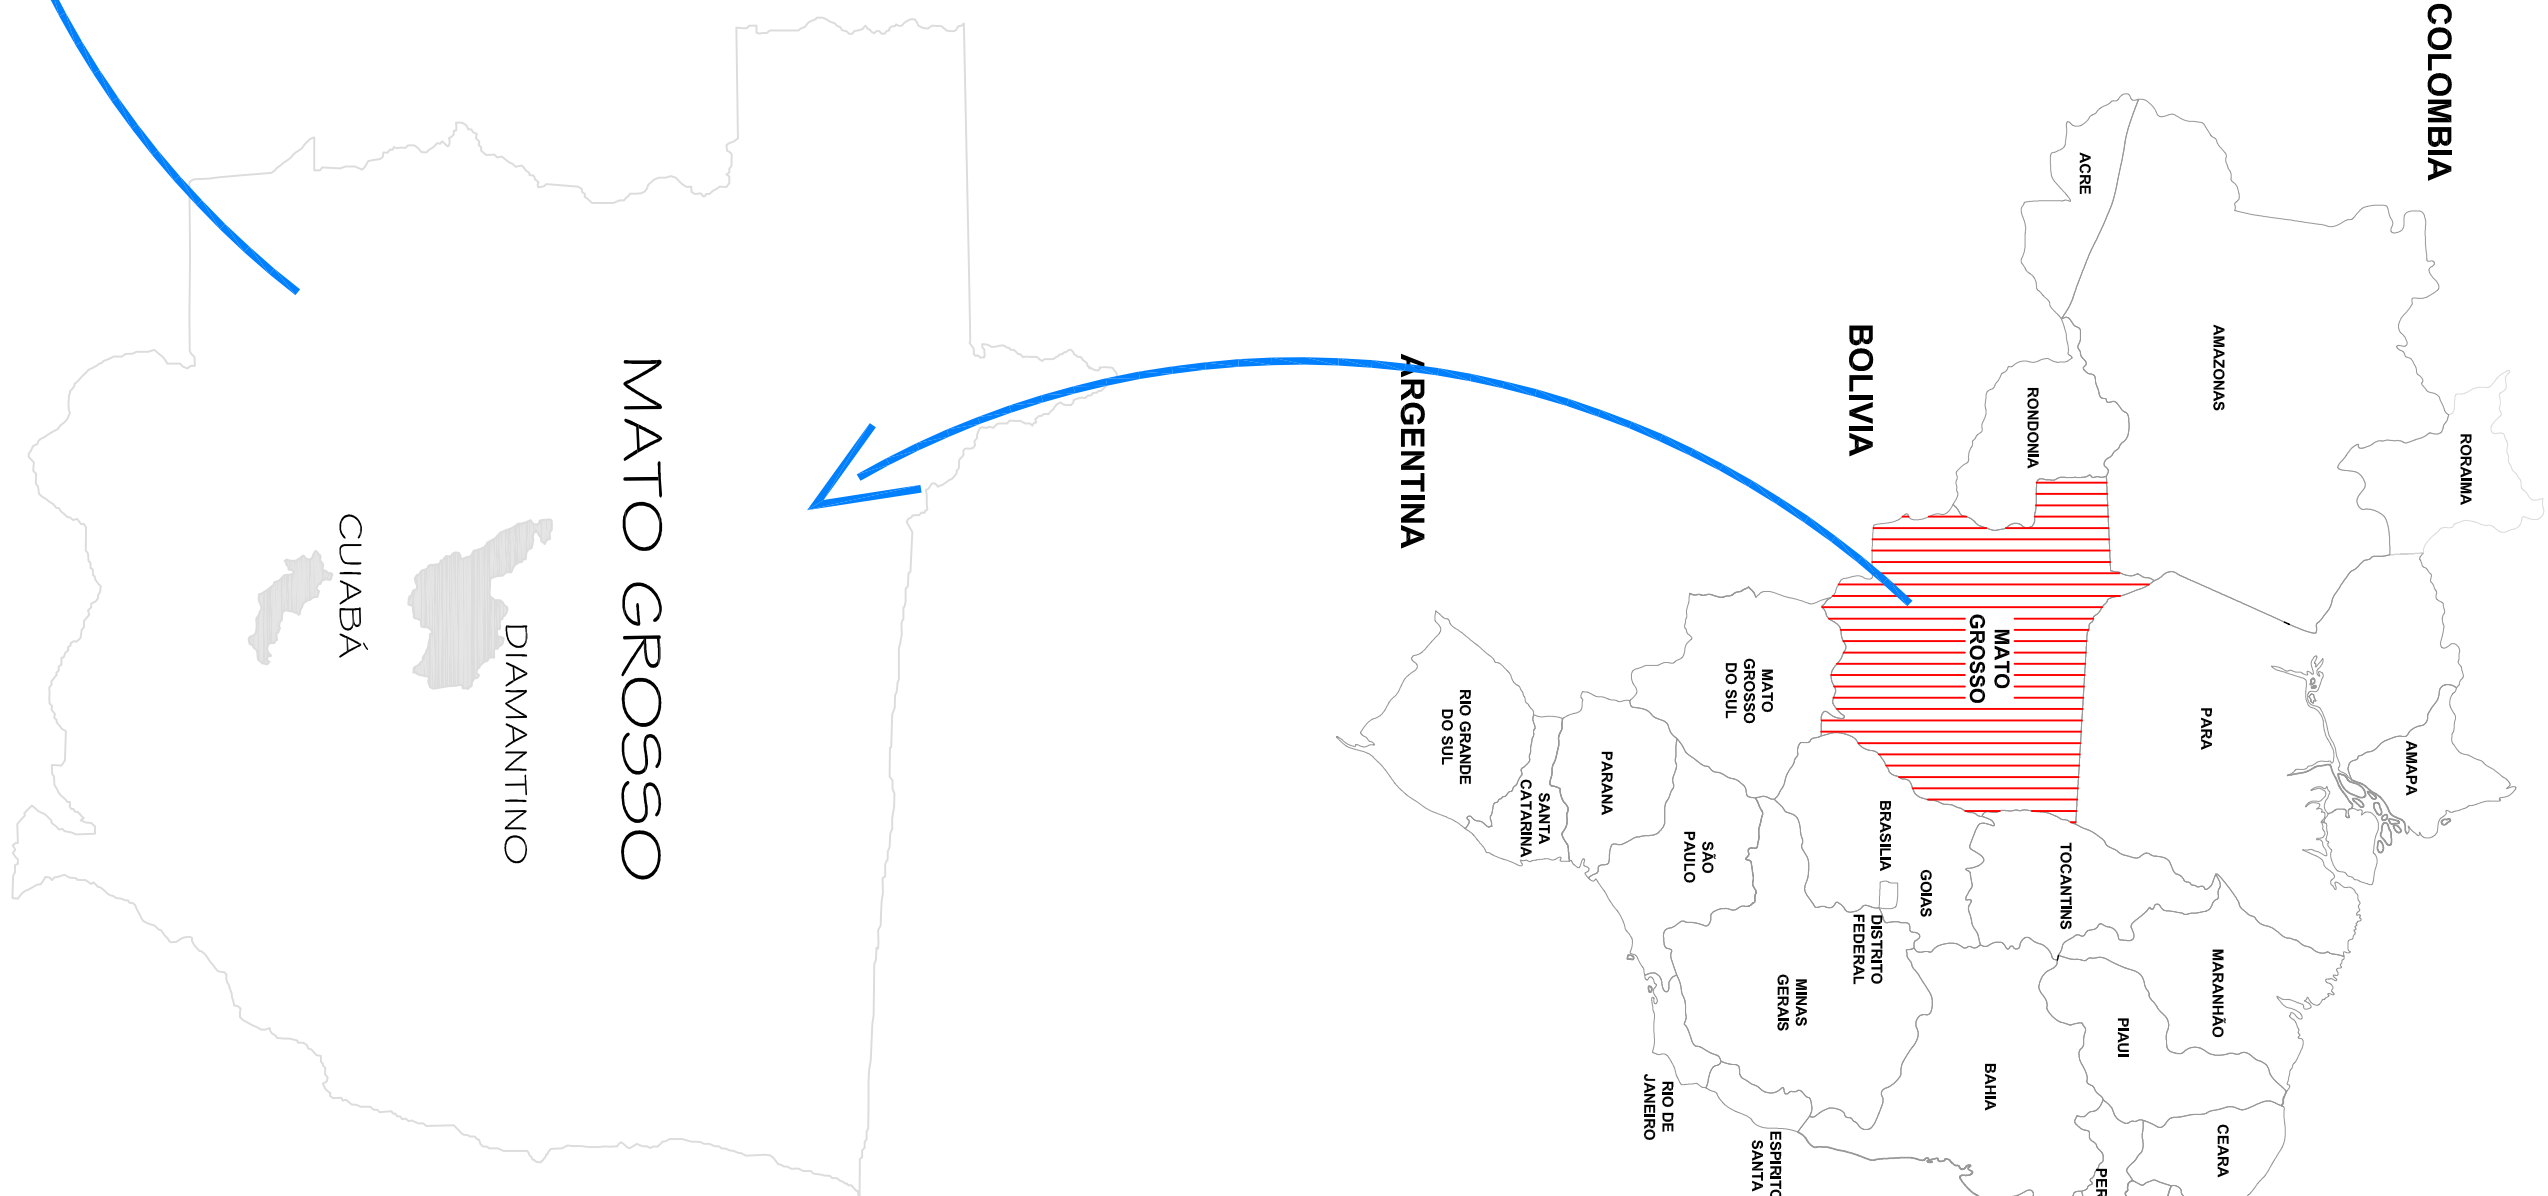 COLOMBIA
RORAIMA
AMAPA
AMAZONAS
PARA
MARANHÃO
CEARA
ACRE
RONDONIA
TOCANTINS
PIAUI
MATO
GROSSO
BOLIVIA
GOIAS
BRASILIA
DISTRITO
FEDERAL
BAHIA
MATO
GROSSO
DO SUL
MINAS
GERAIS
SÃO
PAULO
ESPIRITO
SANTA
RIO DE
JANEIRO
PARANA
SANTA
CATARINA
RIO GRANDE
DO SUL
ARGENTINA
MATO GROSSO
DIAMANTINO
CUIABÁ